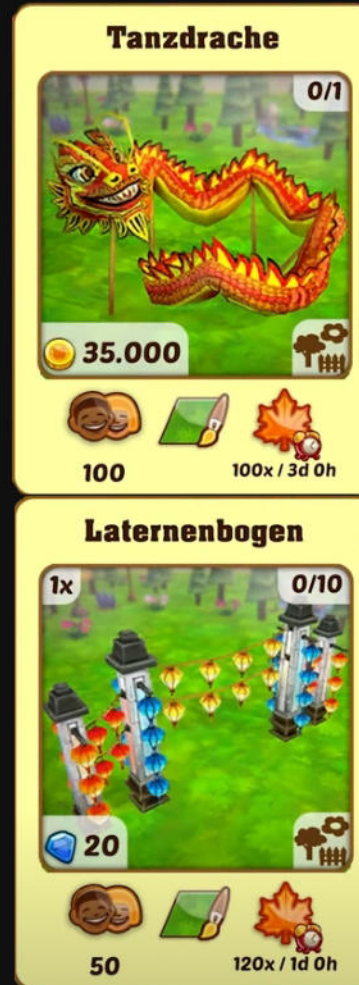 Tanzdrache
0/1
35.000
100
100x / 3d 0h
Laternenbogen
1x
0/10
20
50
120x / 1d 0h